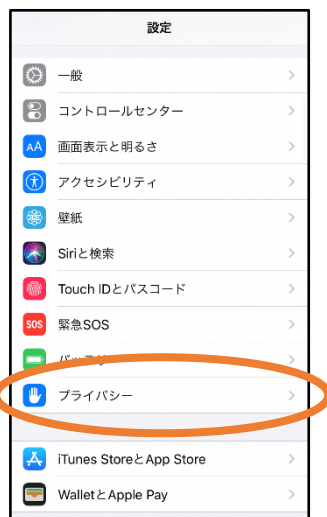 設定
一般
コントロールセンター
AA 画面表示と明るさ
アクセシビリティ
壁紙
Siriと検索
Touch IDとパスコード
SOS 緊急SOS
プライバシー
iTunes StoreとApp Store
WalletとApple Pay